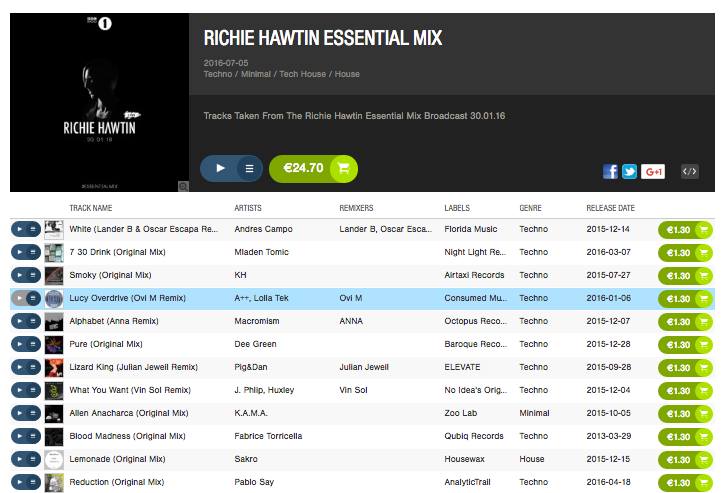 BBC RADIO 1
RICHIE HAWTIN
30 01 16
#ESSENTIALMIX
RICHIE HAWTIN ESSENTIAL MIX
2016-07-05
Techno / Minimal / Tech House / House
Tracks Taken From The Richie Hawtin Essential Mix Broadcast 30.01.16
€24.70
f G+1 </>
TRACK NAME ARTISTS REMIXERS LABELS GENRE RELEASE DATE
White (Lander B & Oscar Escapa Re... Andres Campo Lander B, Oscar Esca... Florida Music Techno 2015-12-14 €1.30
7 30 Drink (Original Mix) Mladen Tomic Night Light Re... Techno 2016-03-07 €1.30
Smoky (Original Mix) KH Airtaxi Records Techno 2015-07-27 €1.30
Lucy Overdrive (Ovi M Remix) A++, Lolla Tek Ovi M Consumed Mu... Techno 2016-01-06 €1.30
Alphabet (Anna Remix) Macromism ANNA Octopus Reco... Techno 2015-12-07 €1.30
Pure (Original Mix) Dee Green Baroque Reco... Techno 2015-12-28 €1.30
Lizard King (Julian Jeweil Remix) Pig&Dan Julian Jeweil ELEVATE Techno 2015-09-28 €1.30
What You Want (Vin Sol Remix) J. Phlip, Huxley Vin Sol No Idea's Orig... Techno 2015-12-04 €1.30
Allen Anacharca (Original Mix) K.A.M.A. Zoo Lab Minimal 2015-10-05 €1.30
Blood Madness (Original Mix) Fabrice Torricella Qubiq Records Techno 2013-03-29 €1.30
Lemonade (Original Mix) Sakro Housewax House 2015-12-15 €1.30
Reduction (Original Mix) Pablo Say AnalyticTrail Techno 2016-04-18 €1.30